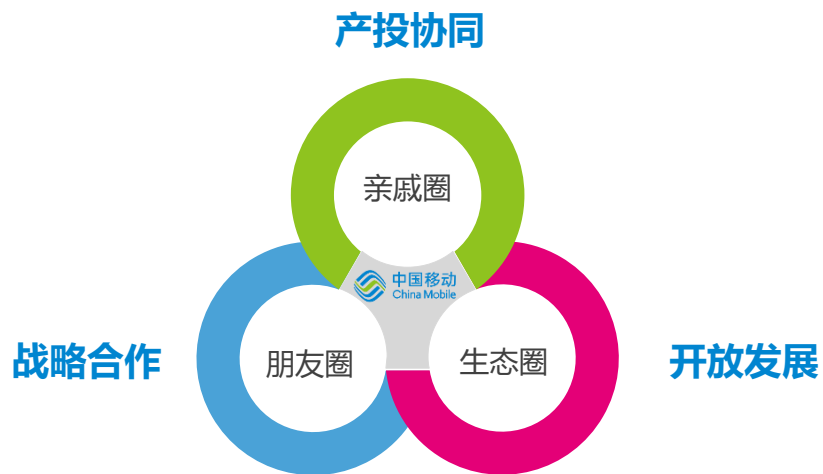 产投协同
亲戚圈
中国移动
China Mobile
战略合作
朋友圈
生态圈
开放发展